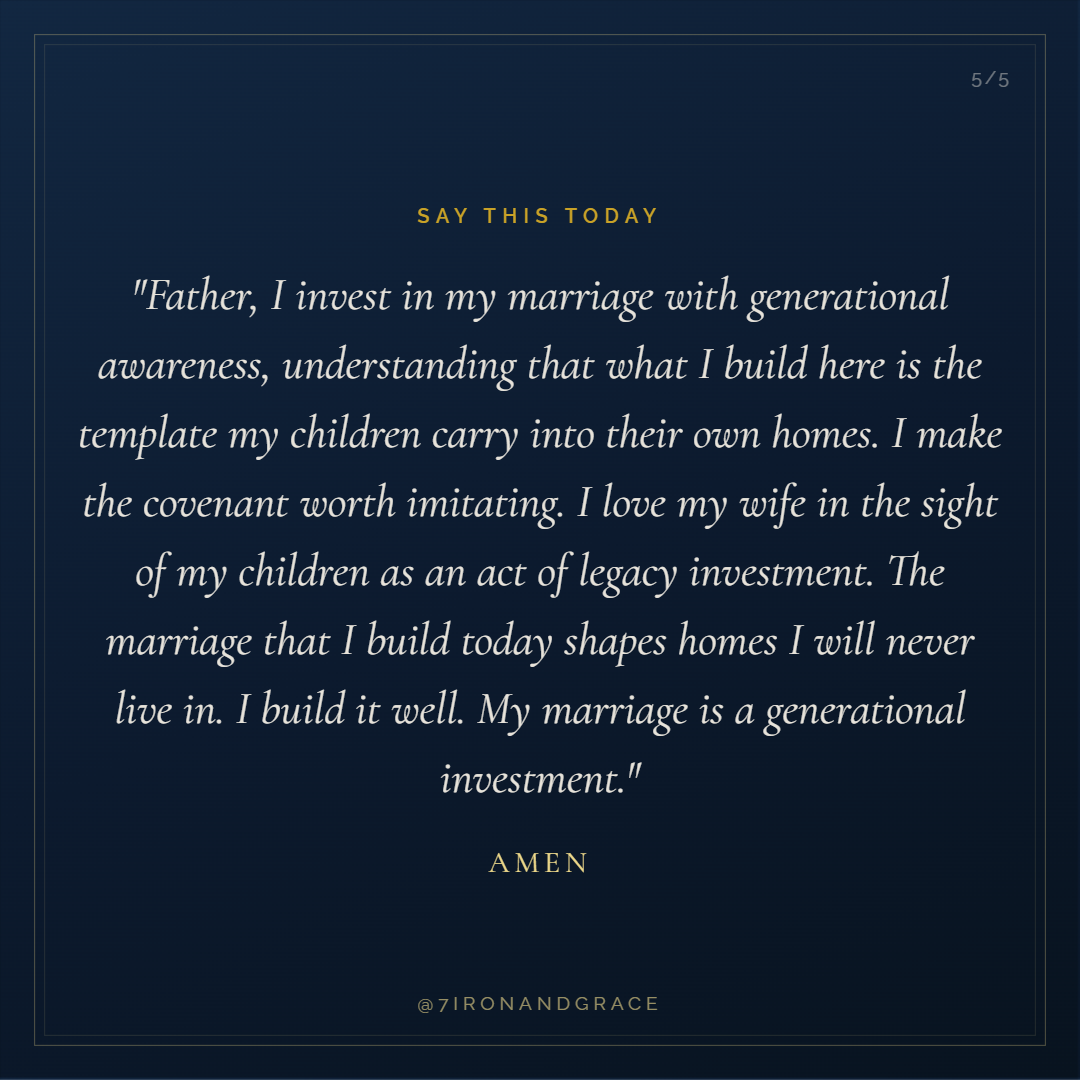 5/5
SAY THIS TODAY
"Father, I invest in my marriage with generational
awareness, understanding that what I build here is the
template my children carry into their own homes. I make
the covenant worth imitating. I love my wife in the sight
of my children as an act of legacy investment. The
marriage that I build today shapes homes I will never
live in. I build it well. My marriage is a generational
investment."
AMEN
@7IRONANDGRACE